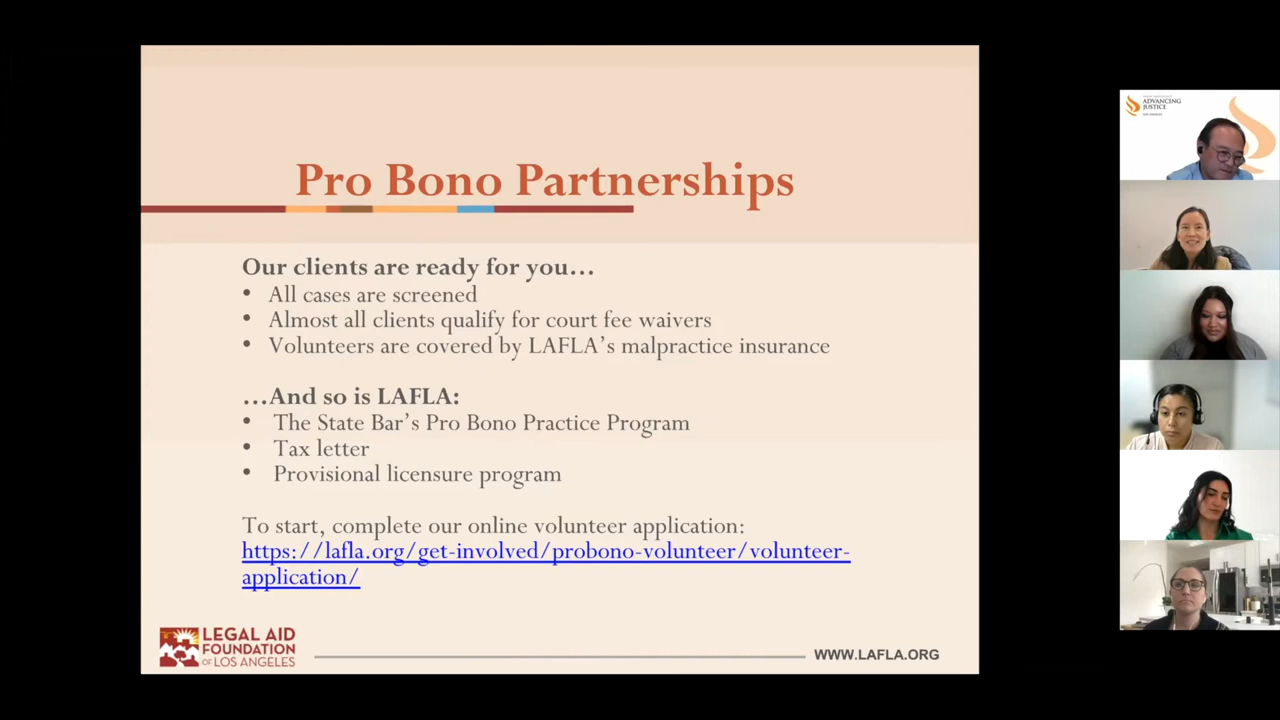 Pro Bono Partnerships
Our clients are ready for you…
• All cases are screened
• Almost all clients qualify for court fee waivers
• Volunteers are covered by LAFLA’s malpractice insurance
…And so is LAFLA:
• The State Bar’s Pro Bono Practice Program
• Tax letter
• Provisional licensure program
To start, complete our online volunteer application:
https://lafla.org/get-involved/probono-volunteer/volunteer-
application/
LEGAL AID
FOUNDATION
OF LOS ANGELES
WWW.LAFLA.ORG
ADVANCING
JUSTICE